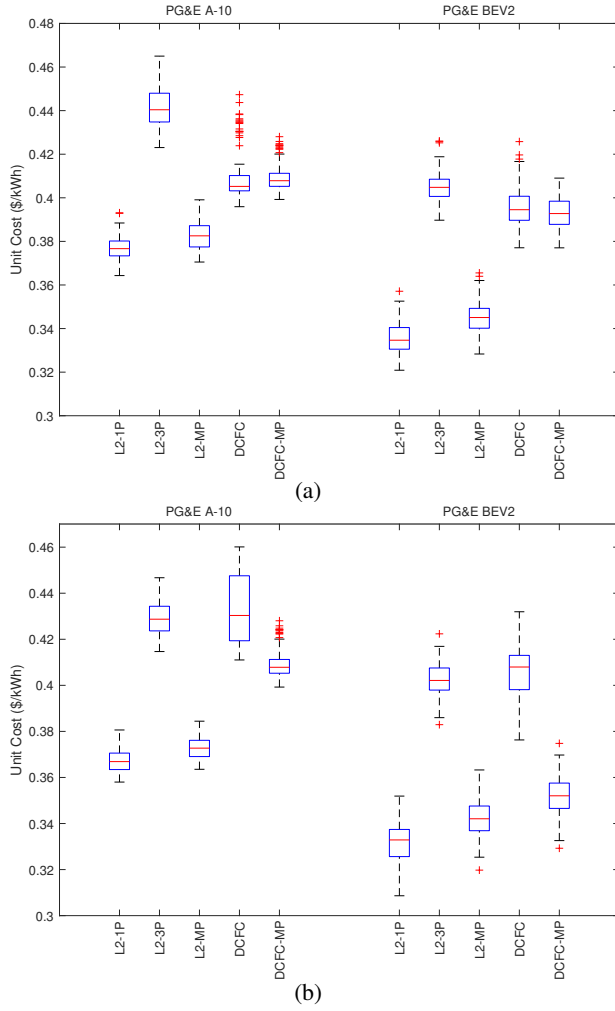 PG&E A-10 PG&E BEV2
0.48
0.46
0.44
0.42
0.4
0.38
0.36
0.34
0.32
0.3
Unit Cost ($/kWh)
L2-1P L2-3P L2-MP DCFC DCFC-MP L2-1P L2-3P L2-MP DCFC DCFC-MP
(a)
PG&E A-10 PG&E BEV2
0.46
0.44
0.42
0.4
0.38
0.36
0.34
0.32
0.3
Unit Cost ($/kWh)
L2-1P L2-3P L2-MP DCFC DCFC-MP L2-1P L2-3P L2-MP DCFC DCFC-MP
(b)